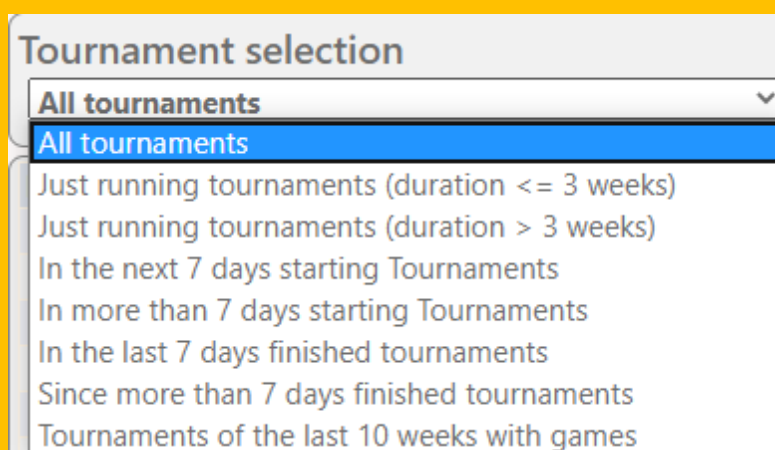 Tournament selection
All tournaments
All tournaments
Just running tournaments (duration <= 3 weeks)
Just running tournaments (duration > 3 weeks)
In the next 7 days starting Tournaments
In more than 7 days starting Tournaments
In the last 7 days finished tournaments
Since more than 7 days finished tournaments
Tournaments of the last 10 weeks with games